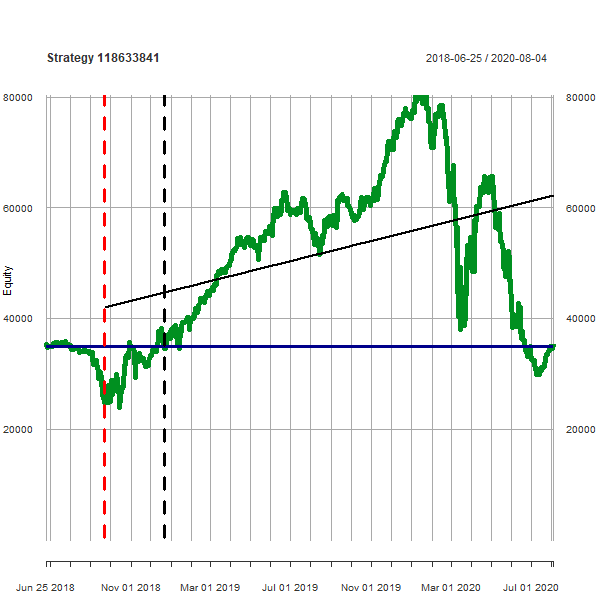 Strategy 118633841
2018-06-25 / 2020-08-04
80000
80000
60000
60000
Equity
40000
40000
20000
20000
Jun 25 2018
Nov 01 2018
Mar 01 2019
Jul 01 2019
Nov 01 2019
Mar 01 2020
Jul 01 2020